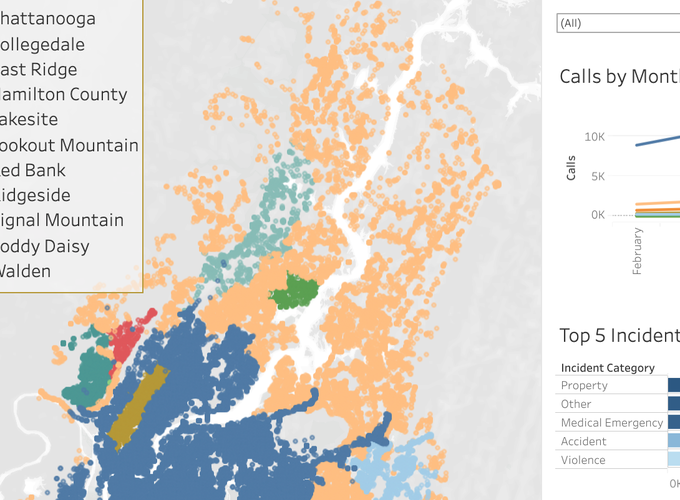 hattanooga
ollegedale
ast Ridge
amilton County
akesite
ookout Mountain
ed Bank
idgeside
ignal Mountain
oddy Daisy
Walden
(All)
Calls by Mont
10K
5K
0K
Calls
February
Top 5 Incident
Incident Category
Property
Other
Medical Emergency
Accident
Violence
0K